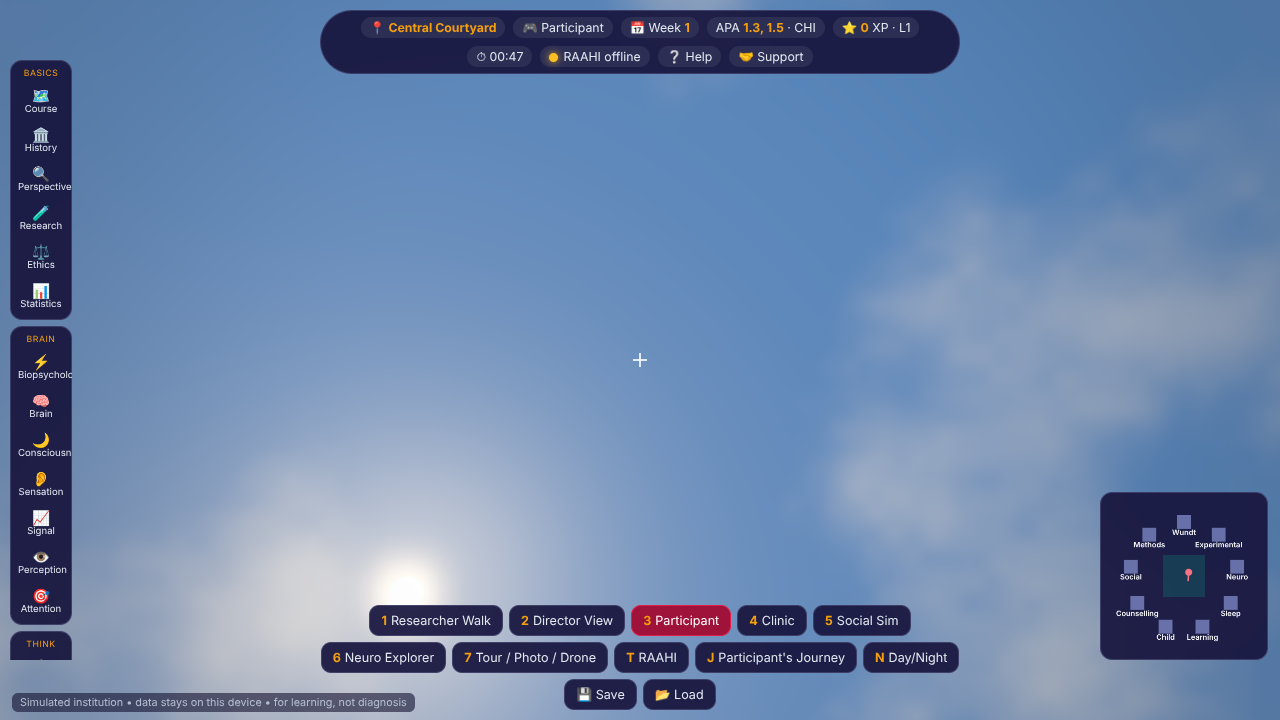 📍 Central Courtyard 🎮 Participant 📅 Week 1 APA 1.3, 1.5 · CHI ⭐ 0 XP · L1
⏱ 00:47 RAAHI offline ❔ Help 🤝 Support
BASICS
Course
History
Perspective
Research
Ethics
Statistics
BRAIN
Biopsycholo
Brain
Consciousn
Sensation
Signal
Perception
Attention
THINK
Wundt
Methods Experimental
Social Neuro
Counselling Sleep
Child Learning
1 Researcher Walk 2 Director View 3 Participant 4 Clinic 5 Social Sim
6 Neuro Explorer 7 Tour / Photo / Drone T RAAHI J Participant's Journey N Day/Night
💾 Save 📂 Load
Simulated institution • data stays on this device • for learning, not diagnosis